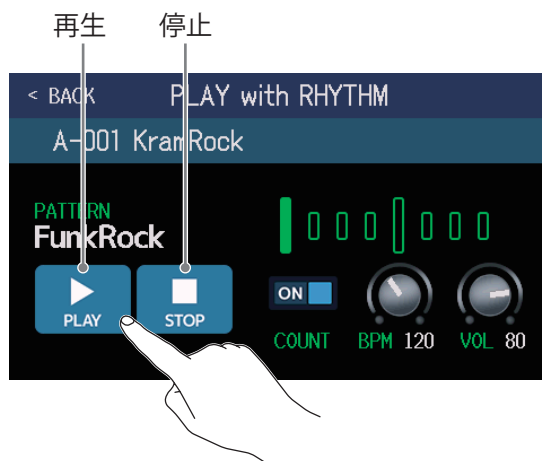 再生 停止
< BACK PLAY with RHYTHM
A-001 KramRock
PATTERN
FunkRock
ON
PLAY STOP
COUNT BPM 120 VOL 80